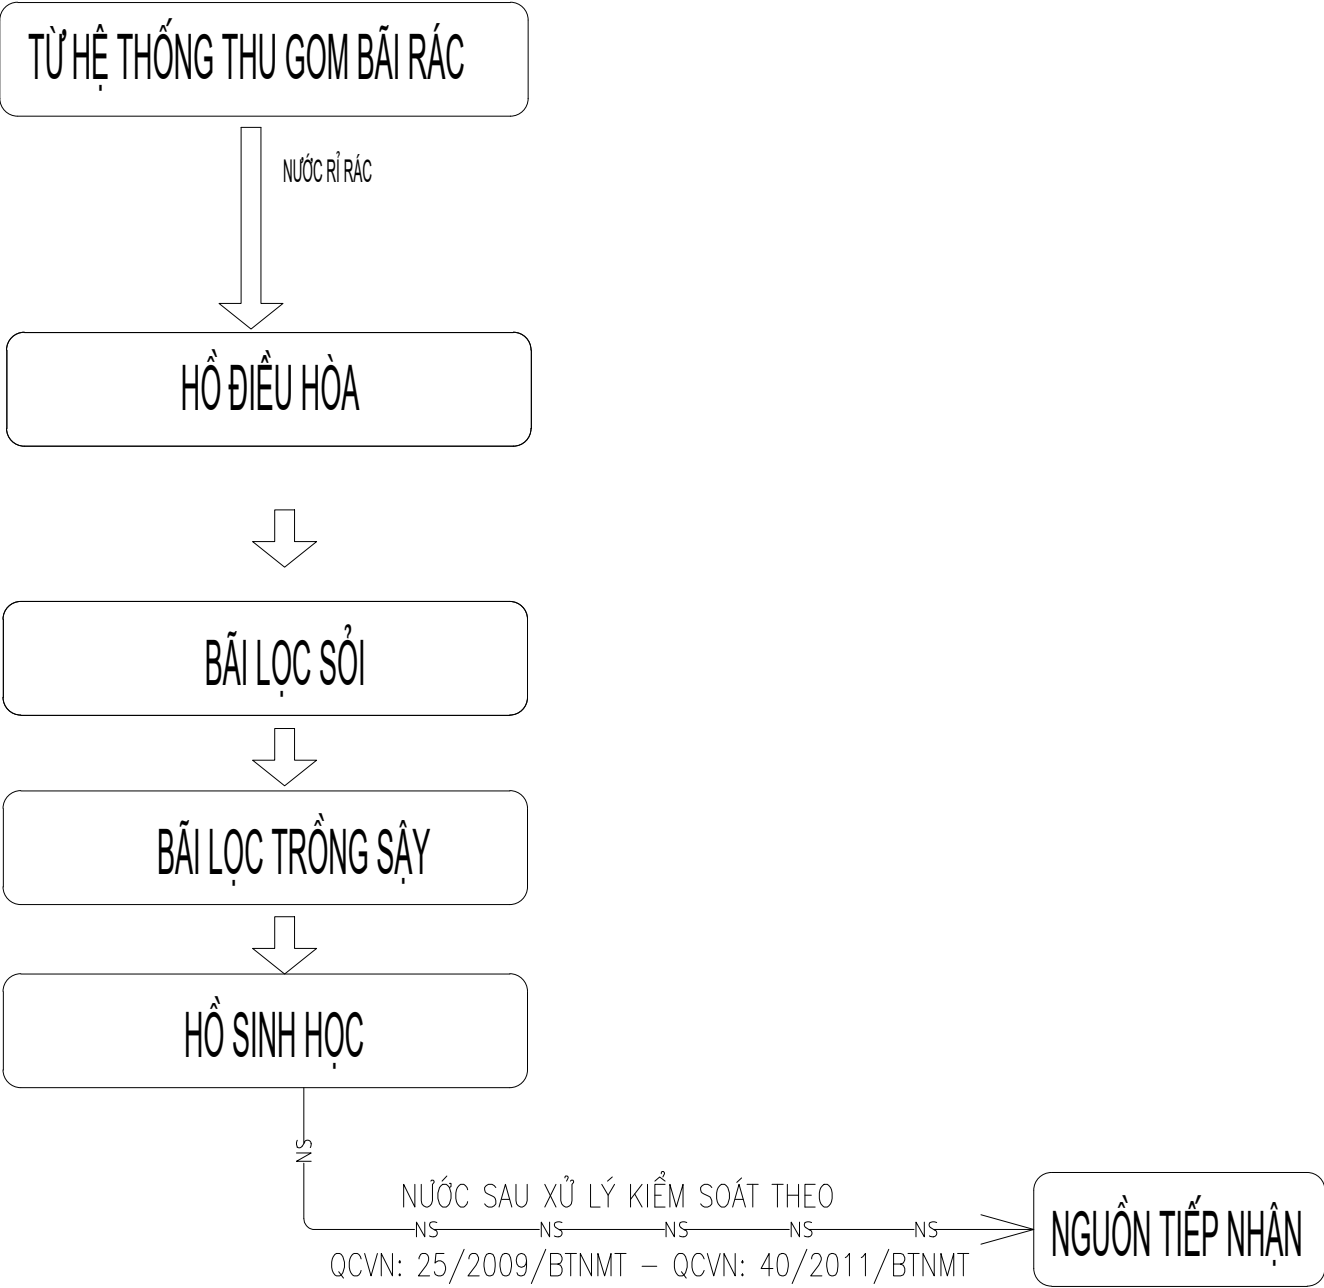 TỪ HỆ THỐNG THU GOM BÃI RÁC
NƯỚC RỈ RÁC
HỒ ĐIỀU HÒA
BÃI LỌC SỎI
BÃI LỌC TRỒNG SẬY
HỒ SINH HỌC
NS
NƯỚC SAU XỬ LÝ KIỂM SOÁT THEO
NS NS NS NS NS
QCVN: 25/2009/BTNMT – QCVN: 40/2011/BTNMT
NGUỒN TIẾP NHẬN